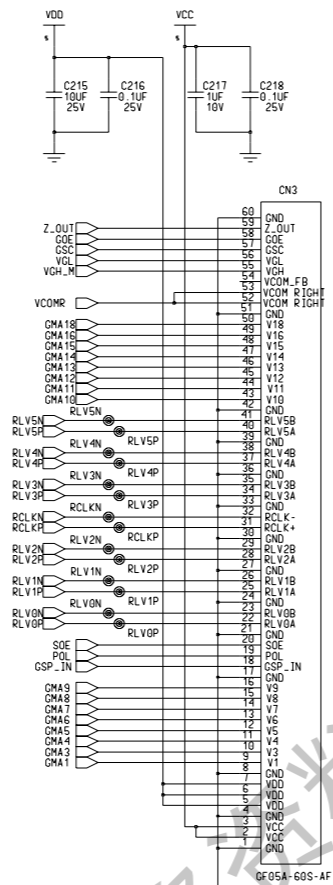 VDD
VCC
C215
10UF
25V
C216
0.1UF
25V
C217
1UF
10V
C218
0.1UF
25V
CN3
60 GND
Z_OUT 59 Z_OUT
GOE 58 GOE
GSC 57 GSC
VGL 56 VGL
VGH_M 55 VGH
54 VCOM_FB
53 VCOM RIGHT
VCOMR 52 VCOM RIGHT
51 GND
GMA18 50 V18
GMA16 49 V16
GMA15 48 V15
GMA14 47 V14
GMA13 46 V13
GMA12 45 V12
GMA11 44 V11
GMA10 43 V10
42 GND
RLV5N RLV5N 41 RLV5B
RLV5P RLV5P 40 RLV5A
39 GND
RLV4N RLV4N 38 RLV4B
RLV4P RLV4P 37 RLV4A
36 GND
RLV3N RLV3N 35 RLV3B
RLV3P RLV3P 34 RLV3A
33 GND
RCLKN RCLKN 32 RCLK-
RCLKP RCLKP 31 RCLK+
30 GND
RLV2N RLV2N 29 RLV2B
RLV2P RLV2P 28 RLV2A
27 GND
RLV1N RLV1N 26 RLV1B
RLV1P RLV1P 25 RLV1A
24 GND
RLV0N RLV0N 23 RLV0B
RLV0P RLV0P 22 RLV0A
21 GND
SOE 20 SOE
POL 19 POL
GSP_IN 18 GSP_IN
17 GND
GMA9 16 V9
GMA8 15 V8
GMA7 14 V7
GMA6 13 V6
GMA5 12 V5
GMA4 11 V4
GMA3 10 V3
GMA1 9 V1
8 GND
7 VDD
6 VDD
5 VDD
4 GND
3 VCC
2 VCC
1 GND
GF05A-60S-AF
资料